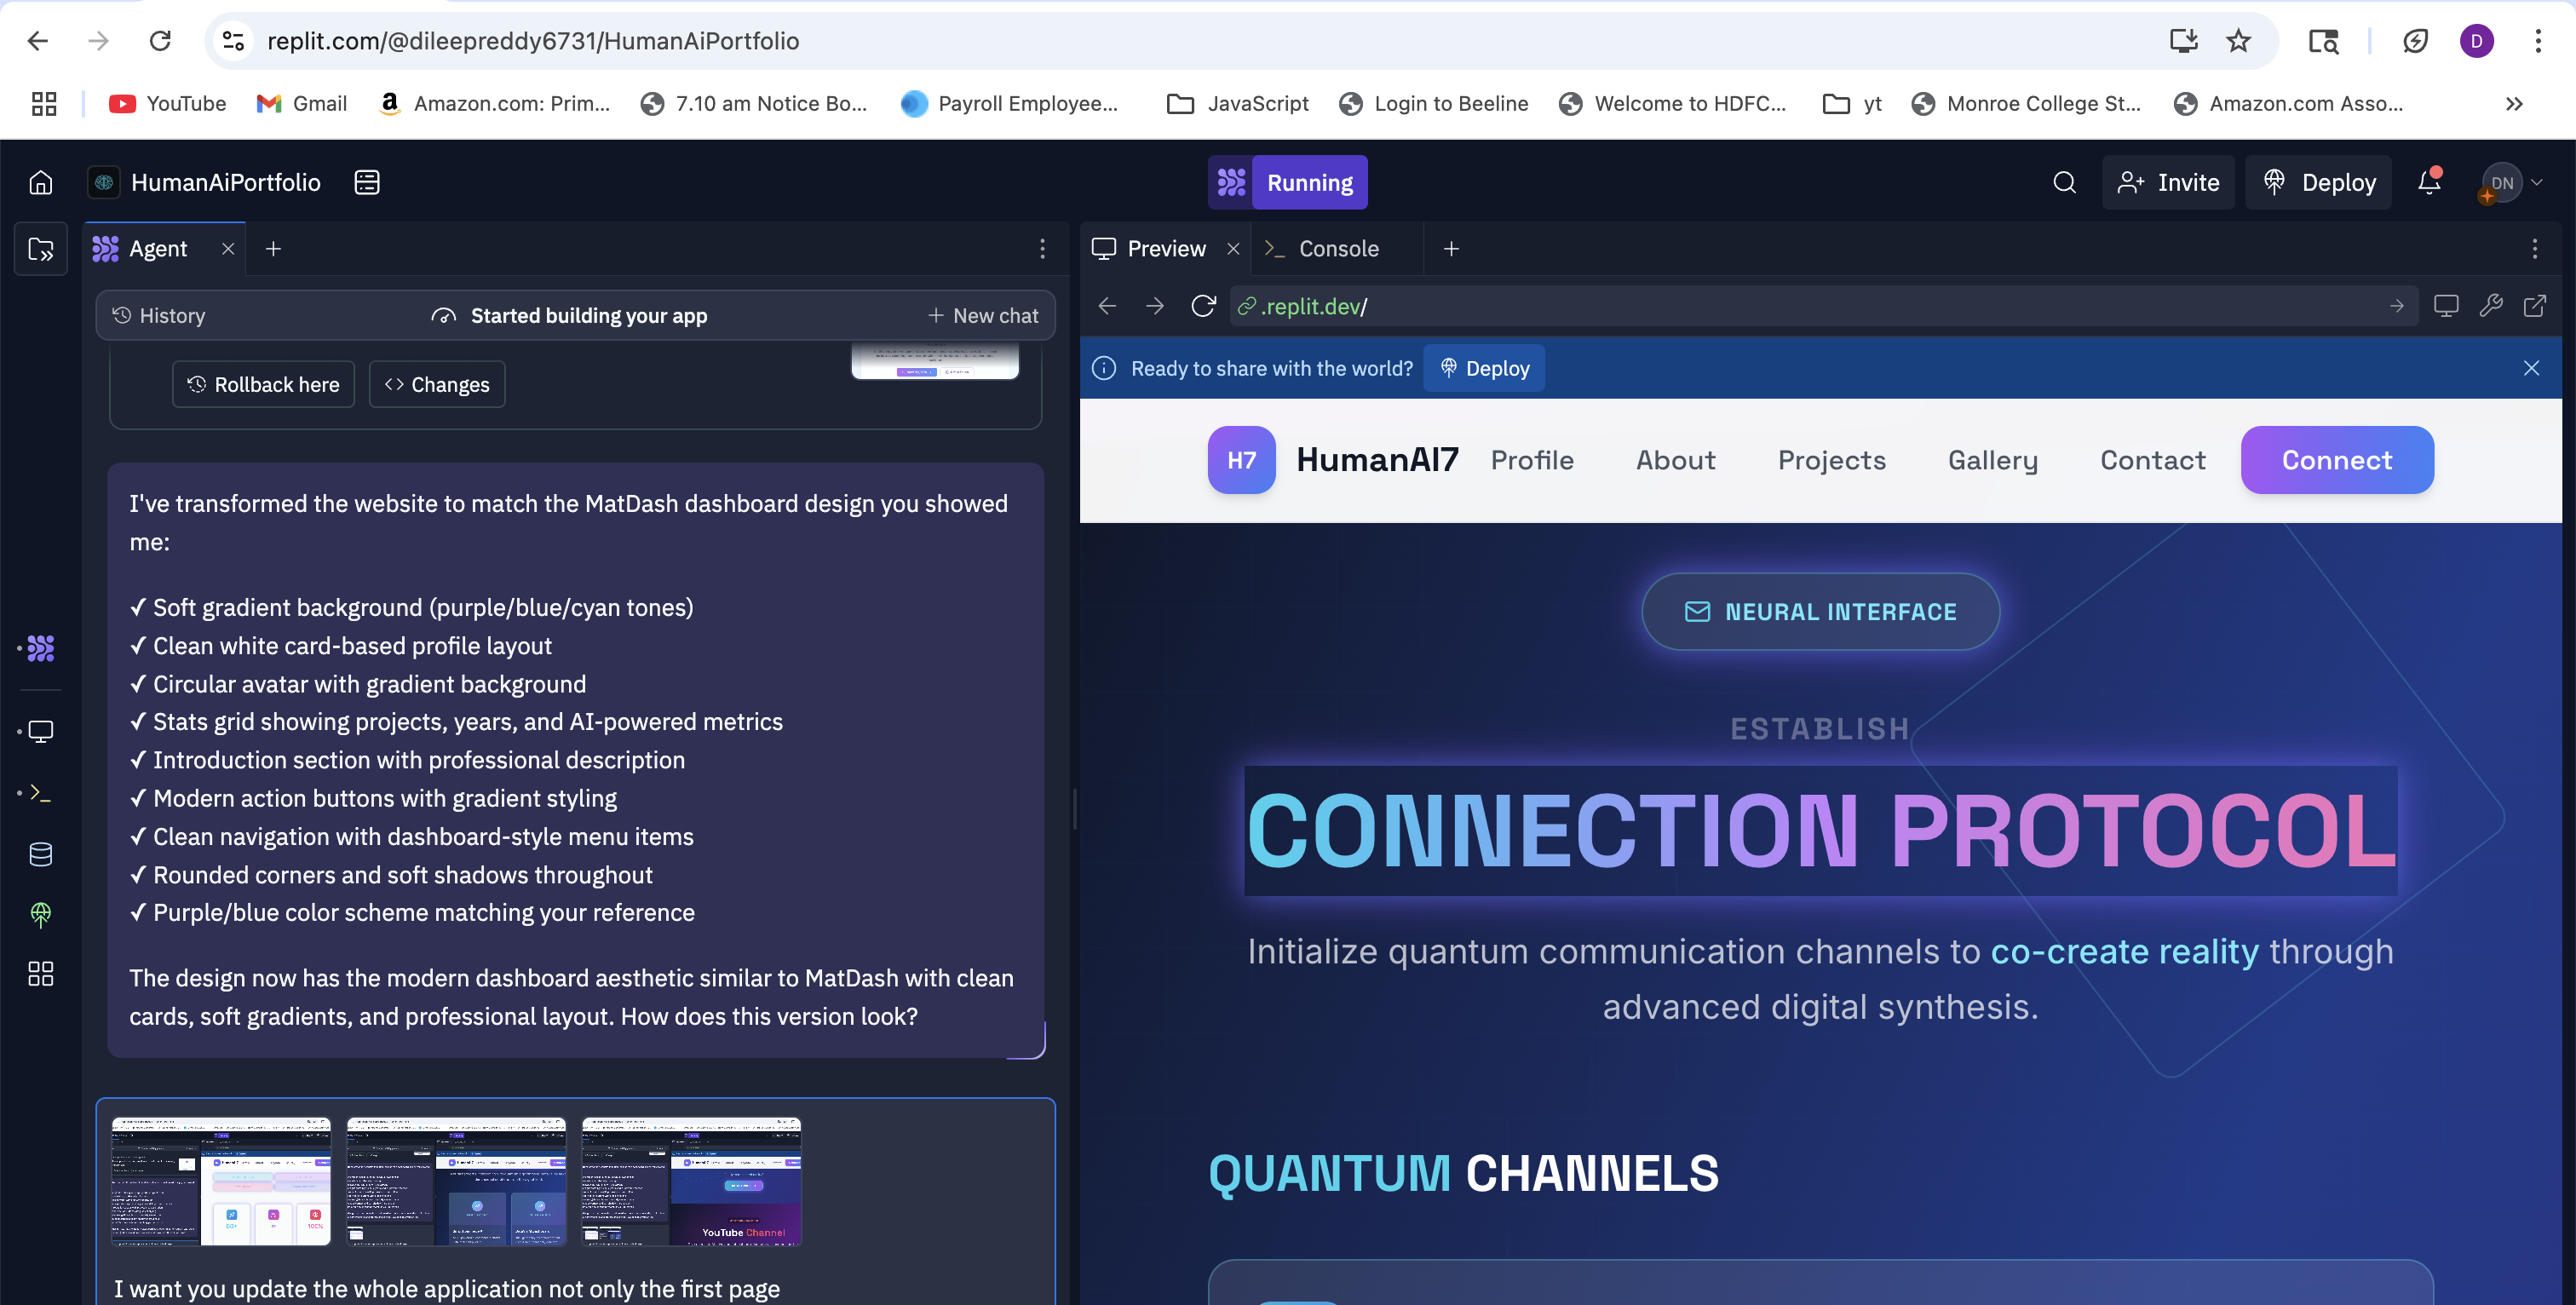 replit.com/@dileepreddy6731/HumanAiPortfolio
D
YouTube
Gmail
Amazon.com: Prim...
7.10 am Notice Bo...
Payroll Employee...
JavaScript
Login to Beeline
Welcome to HDFC...
yt
Monroe College St...
Amazon.com Asso...
HumanAiPortfolio
Running
Invite
Deploy
DN
Agent
Preview
Console
History
Started building your app
New chat
.replit.dev/
Rollback here
Changes
Ready to share with the world?
Deploy
H7
HumanAI7
Profile
About
Projects
Gallery
Contact
Connect
I've transformed the website to match the MatDash dashboard design you showed
me:
✓ Soft gradient background (purple/blue/cyan tones)
✓ Clean white card-based profile layout
✓ Circular avatar with gradient background
✓ Stats grid showing projects, years, and AI-powered metrics
✓ Introduction section with professional description
✓ Modern action buttons with gradient styling
✓ Clean navigation with dashboard-style menu items
✓ Rounded corners and soft shadows throughout
✓ Purple/blue color scheme matching your reference
The design now has the modern dashboard aesthetic similar to MatDash with clean
cards, soft gradients, and professional layout. How does this version look?
YouTube Channel
I want you update the whole application not only the first page
NEURAL INTERFACE
ESTABLISH
CONNECTION PROTOCOL
Initialize quantum communication channels to co-create reality through
advanced digital synthesis.
QUANTUM CHANNELS